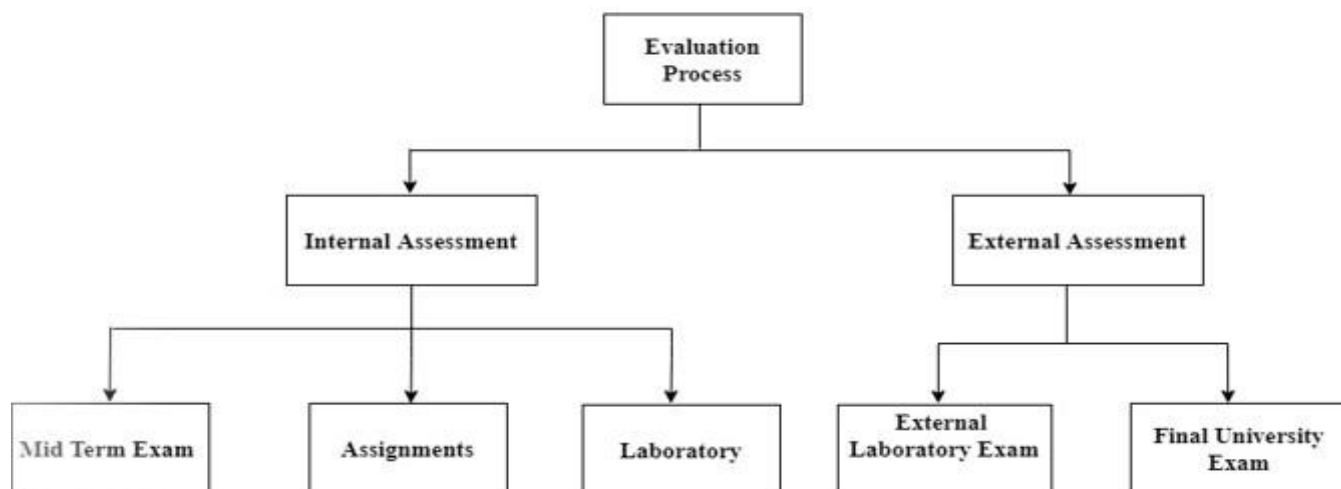 Evaluation
Process
Internal Assessment
External Assessment
Mid Term Exam
Assignments
Laboratory
External
Laboratory Exam
Final University
Exam